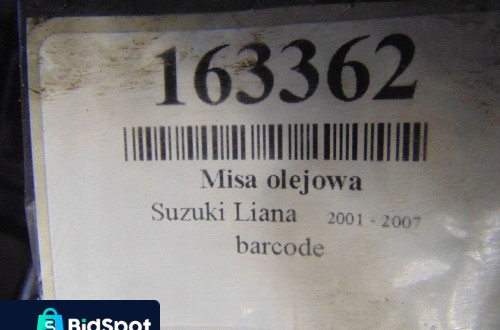 163362
Misa olejowa
Suzuki Liana 2001 - 2007
barcode
BidSpot